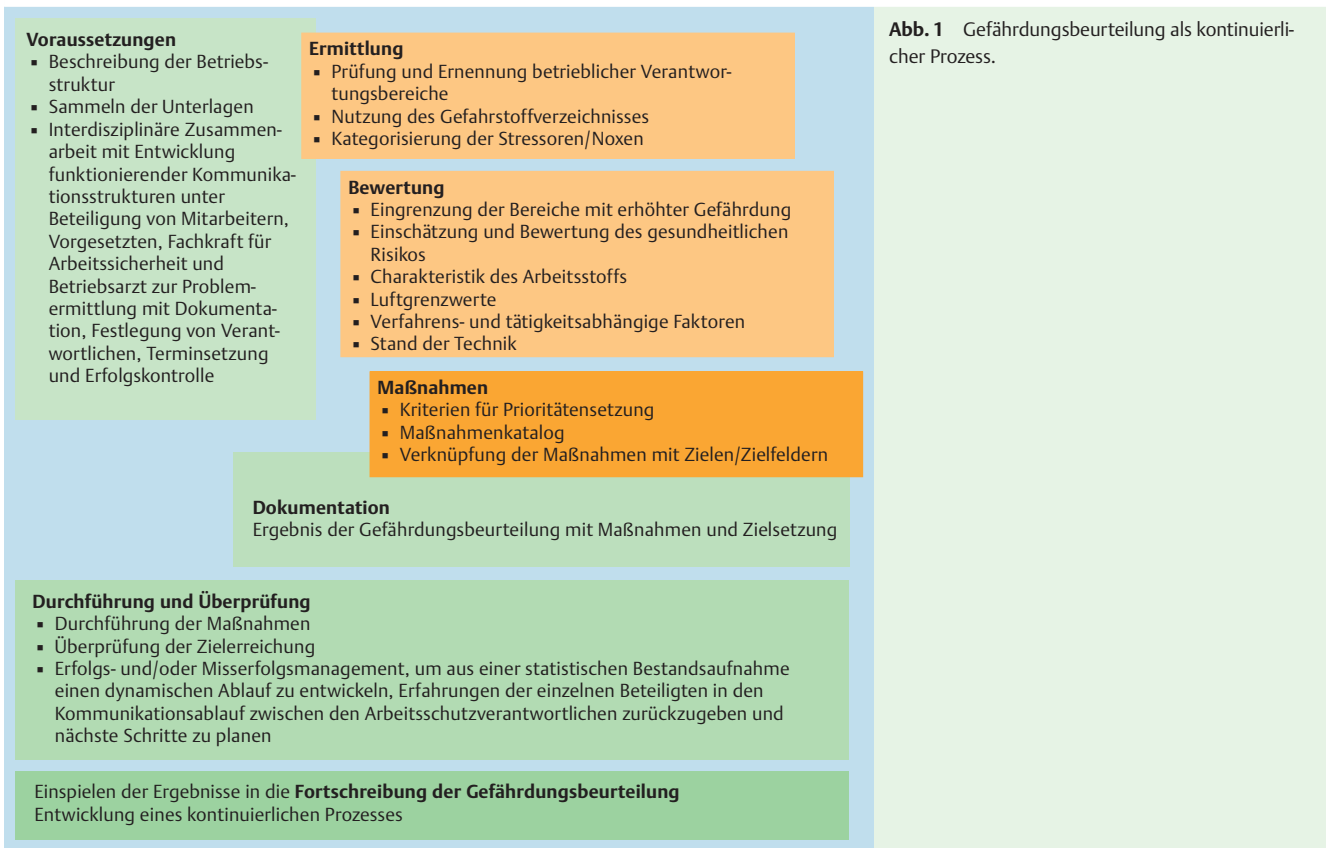 Voraussetzungen
▪ Beschreibung der Betriebs-
struktur
▪ Sammeln der Unterlagen
▪ Interdisziplinäre Zusammen-
arbeit mit Entwicklung
funktionierender Kommunika-
tionsstrukturen unter
Beteiligung von Mitarbeitern,
Vorgesetzten, Fachkraft für
Arbeitssicherheit und
Betriebsarzt zur Problem-
ermittlung mit Dokumenta-
tion, Festlegung von Verant-
wortlichen, Terminsetzung
und Erfolgskontrolle
Ermittlung
▪ Prüfung und Ernennung betrieblicher Verantwor-
tungsbereiche
▪ Nutzung des Gefahrstoffverzeichnisses
▪ Kategorisierung der Stressoren/Noxen
Bewertung
▪ Eingrenzung der Bereiche mit erhöhter Gefährdung
▪ Einschätzung und Bewertung des gesundheitlichen
Risikos
▪ Charakteristik des Arbeitsstoffs
▪ Luftgrenzwerte
▪ Verfahrens- und tätigkeitsabhängige Faktoren
▪ Stand der Technik
Maßnahmen
▪ Kriterien für Prioritätensetzung
▪ Maßnahmenkatalog
▪ Verknüpfung der Maßnahmen mit Zielen/Zielfeldern
Dokumentation
Ergebnis der Gefährdungsbeurteilung mit Maßnahmen und Zielsetzung
Durchführung und Überprüfung
▪ Durchführung der Maßnahmen
▪ Überprüfung der Zielerreichung
▪ Erfolgs- und/oder Misserfolgsmanagement, um aus einer statistischen Bestandsaufnahme
einen dynamischen Ablauf zu entwickeln, Erfahrungen der einzelnen Beteiligten in den
Kommunikationsablauf zwischen den Arbeitsschutzverantwortlichen zurückzugeben und
nächste Schritte zu planen
Einspielen der Ergebnisse in die Fortschreibung der Gefährdungsbeurteilung
Entwicklung eines kontinuierlichen Prozesses
Abb. 1 Gefährdungsbeurteilung als kontinuierli-
cher Prozess.